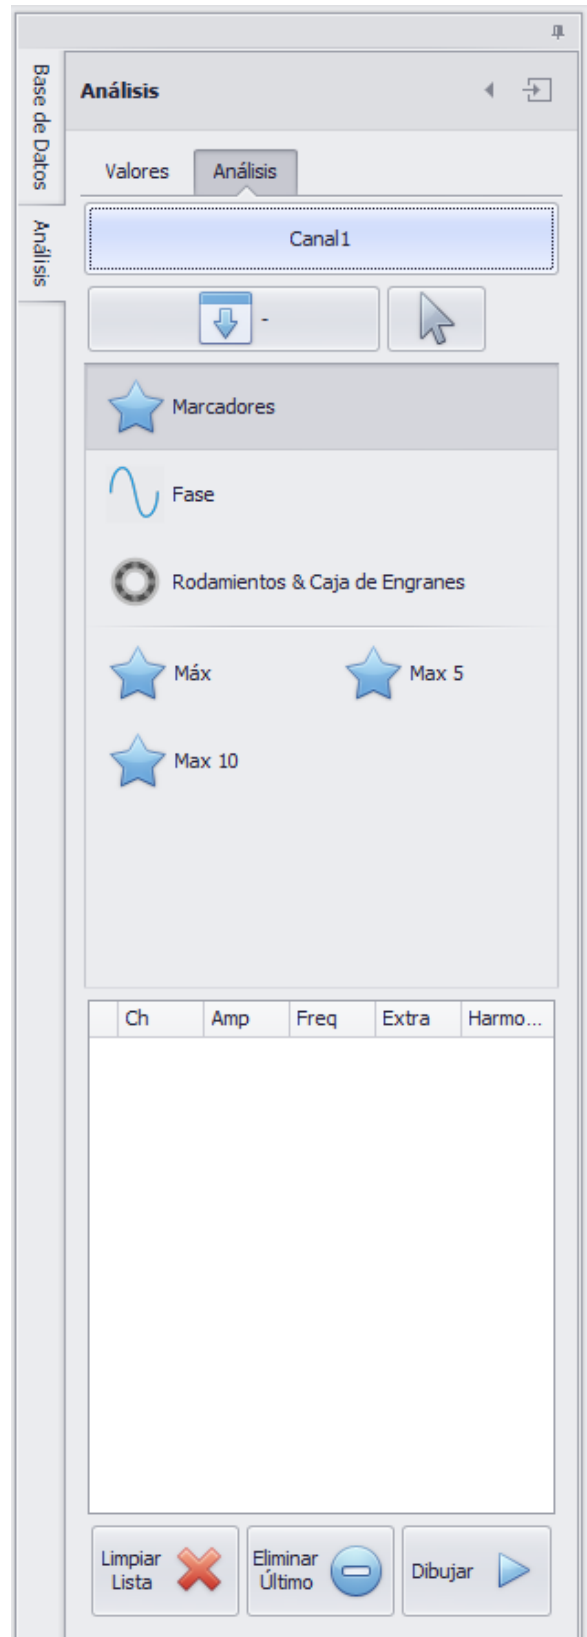 Base de Datos
Análisis
Análisis
Valores
Análisis
Canal1
-
Marcadores
Fase
Rodamientos & Caja de Engranes
Máx
Max 5
Max 10
Ch
Amp
Freq
Extra
Harmo...
Limpiar
Lista
Eliminar
Último
Dibujar